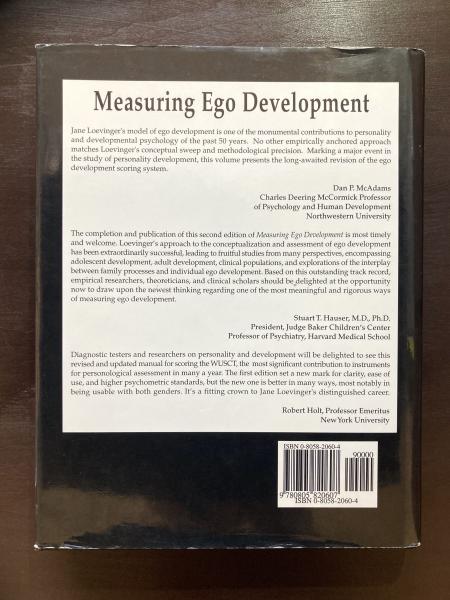 Measuring Ego Development
Jane Loevinger's model of ego development is one of the monumental contributions to personality
and developmental psychology of the past 50 years. No other empirically anchored approach
matches Loevinger's conceptual sweep and methodological precision. Marking a major event in
the study of personality development, this volume presents the long-awaited revision of the ego
development scoring system.
Dan P. McAdams
Charles Deering McCormick Professor
of Psychology and Human Development
Northwestern University
The completion and publication of this second edition of Measuring Ego Development is most timely
and welcome. Loevinger's approach to the conceptualization and assessment of ego development
has been extraordinarily successful, leading to fruitful studies from many perspectives, encompassing
adolescent development, adult development, clinical populations, and explorations of the interplay
between family processes and individual ego development. Based on this outstanding track record,
empirical researchers, theoreticians, and clinical scholars should be delighted at the opportunity
now to draw upon the newest thinking regarding one of the most meaningful and rigorous ways
of measuring ego development.
Stuart T. Hauser, M.D., Ph.D.
President, Judge Baker Children's Center
Professor of Psychiatry, Harvard Medical School
Diagnostic testers and researchers on personality and development will be delighted to see this
revised and updated manual for scoring the WUSCT, the most significant contribution to instruments
for personological assessment in many a year. The first edition set a new mark for clarity, ease of
use, and higher psychometric standards, but the new one is better in many ways, most notably in
being usable with both genders. It's a fitting crown to Jane Loevinger's distinguished career.
Robert Holt, Professor Emeritus
New York University
ISBN 0-8058-2060-4
90000
9 780805 820607
ISBN 0-8058-2060-4